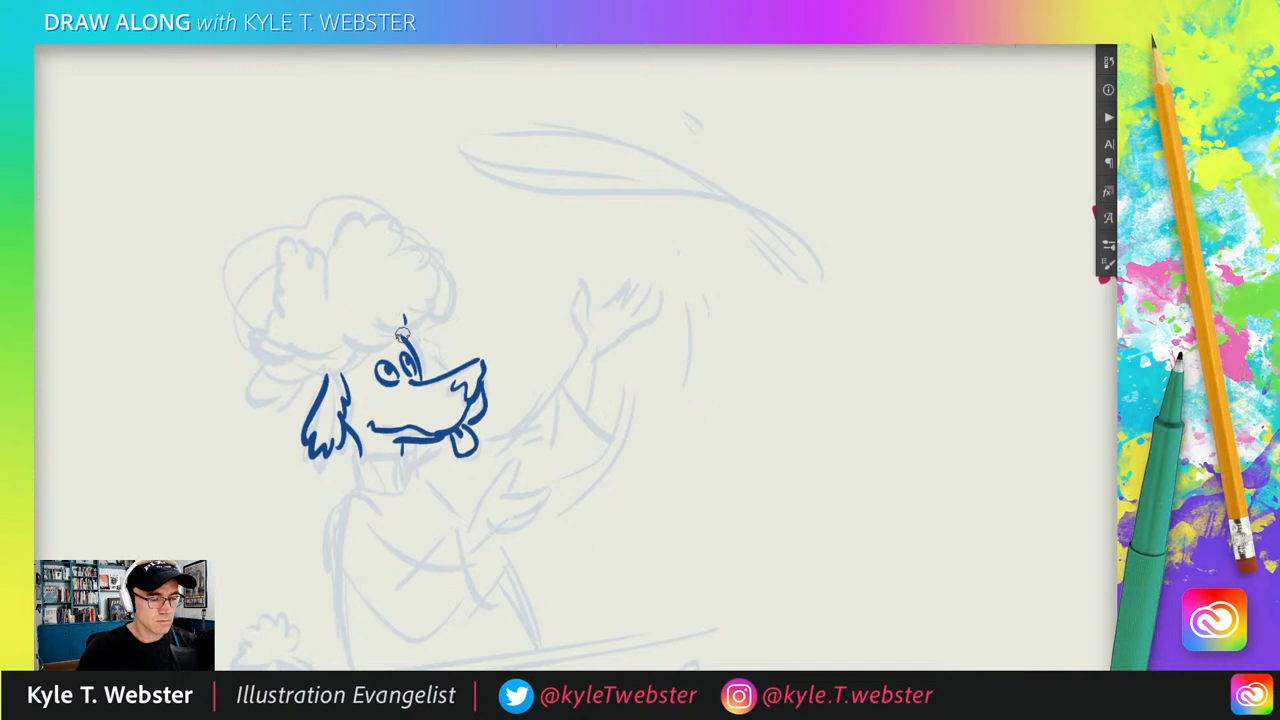 DRAW ALONG with KYLE T. WEBSTER
Kyle T. Webster | Illustration Evangelist | @kyleTwebster @kyle.T.webster